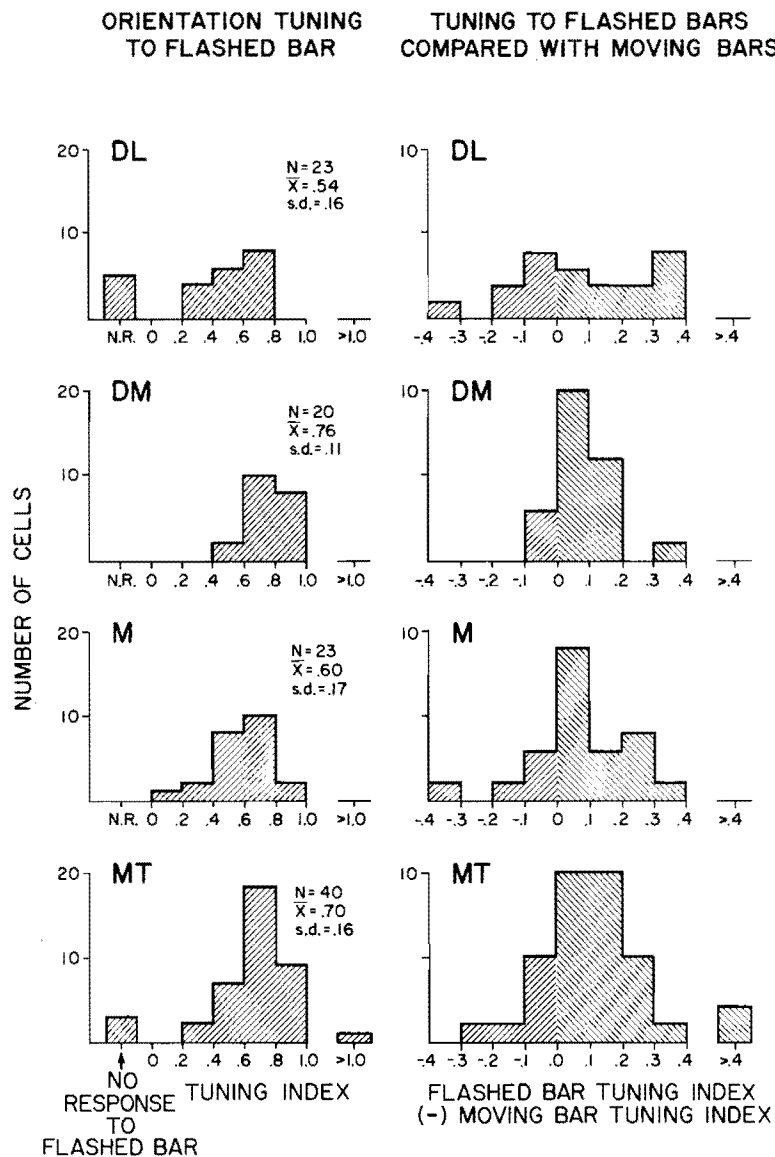 ORIENTATION TUNING
TO FLASHED BAR
TUNING TO FLASHED BARS
COMPARED WITH MOVING BARS
NUMBER OF CELLS
DL
20
10
N=23
X̄=.54
s.d.=.16
N.R. 0 .2 .4 .6 .8 1.0 >1.0
DL
10
-.4 -.3 -.2 -.1 0 .1 .2 .3 .4 >.4
DM
20
10
N=20
X̄=.76
s.d.=.11
N.R. 0 .2 .4 .6 .8 1.0 >1.0
DM
10
-.4 -.3 -.2 -.1 0 .1 .2 .3 .4 >.4
M
20
10
N=23
X̄=.60
s.d.=.17
N.R. 0 .2 .4 .6 .8 1.0 >1.0
M
10
-.4 -.3 -.2 -.1 0 .1 .2 .3 .4 >.4
MT
20
10
N=40
X̄=.70
s.d.=.16
0 .2 .4 .6 .8 1.0 >1.0
MT
10
-.4 -.3 -.2 -.1 0 .1 .2 .3 .4 >.4
NO
RESPONSE
TO
FLASHED BAR
TUNING INDEX
FLASHED BAR TUNING INDEX
(-) MOVING BAR TUNING INDEX